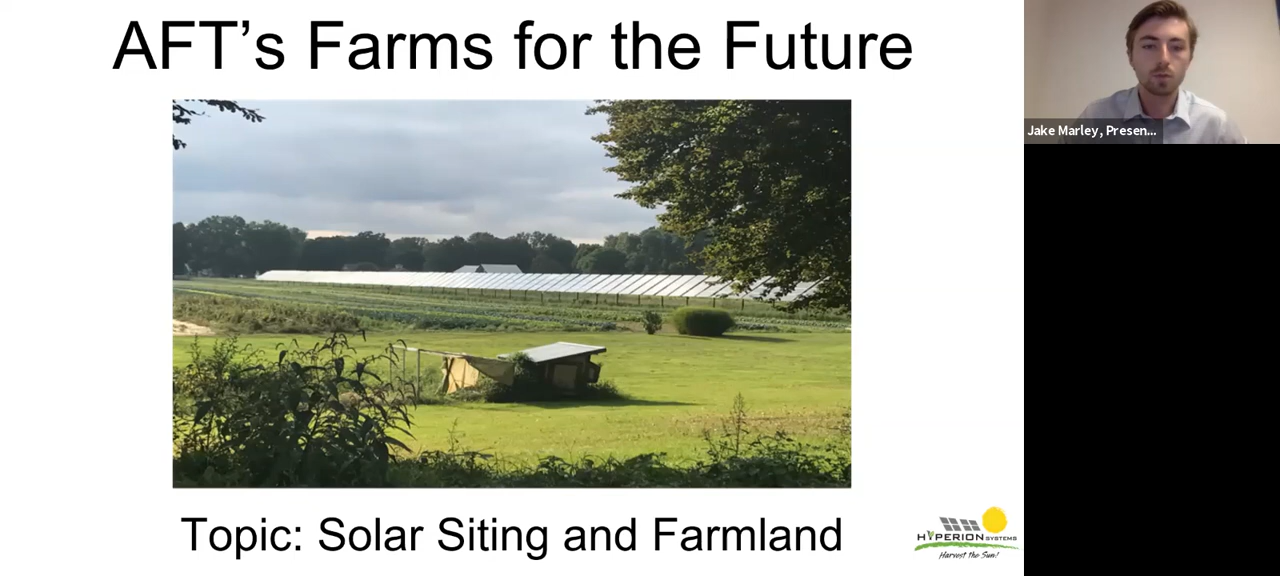 AFT’s Farms for the Future
Jake Marley, Presen...
Topic: Solar Siting and Farmland
HYPERION SYSTEMS
Harvest the Sun!